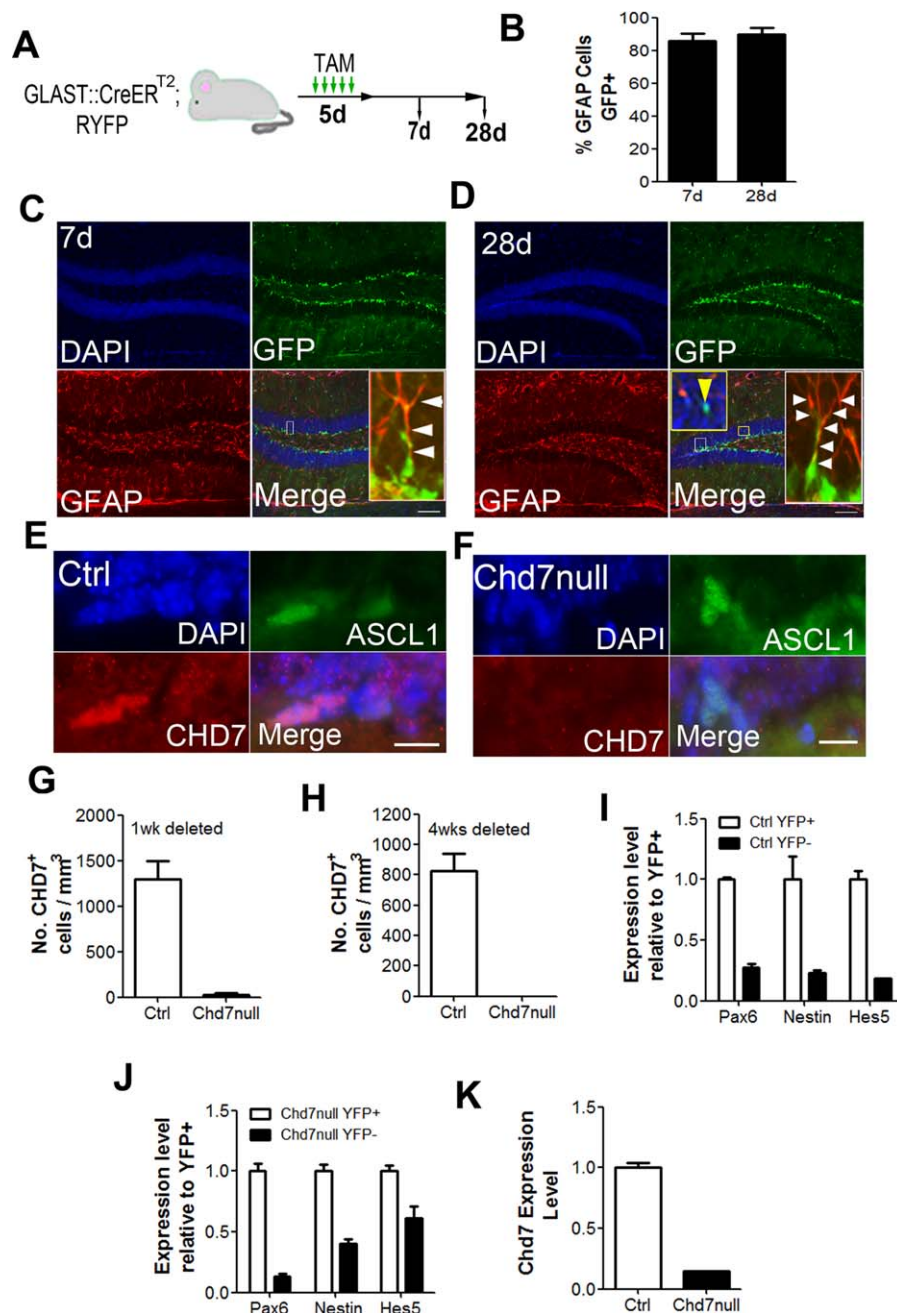 A
GLAST::CreER^T2;
RYFP
TAM
5d
7d
28d
B
% GFAP Cells
GFP+
100
80
60
40
20
0
7d
28d
C
7d
DAPI
GFP
GFAP
Merge
D
28d
DAPI
GFP
GFAP
Merge
E
Ctrl
DAPI
ASCL1
CHD7
Merge
F
Chd7null
DAPI
ASCL1
CHD7
Merge
G
No. CHD7⁺
cells / mm³
2000
1500
1000
500
0
1wk deleted
Ctrl
Chd7null
H
No. CHD7⁺
cells / mm³
1200
1000
800
600
400
200
0
4wks deleted
Ctrl
Chd7null
I
Expression level
relative to YFP+
1.5
1.0
0.5
0.0
Ctrl YFP+
Ctrl YFP-
Pax6
Nestin
Hes5
J
Expression level
relative to YFP+
1.5
1.0
0.5
0.0
Chd7null YFP+
Chd7null YFP-
Pax6
Nestin
Hes5
K
Chd7 Expression
Level
1.5
1.0
0.5
0.0
Ctrl
Chd7null